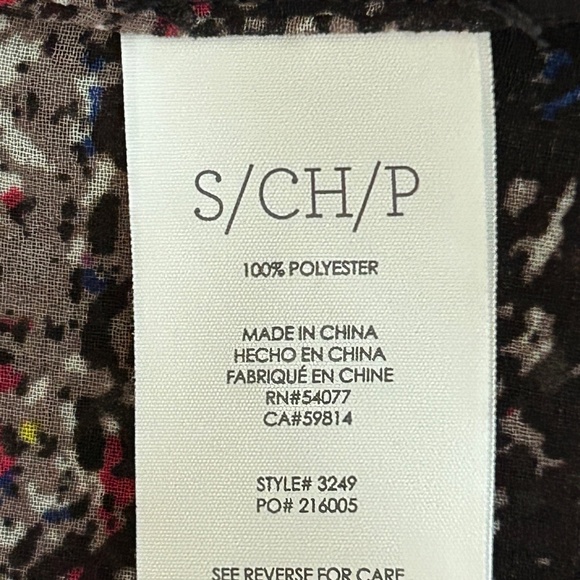 S/CH/P
100% POLYESTER
MADE IN CHINA
HECHO EN CHINA
FABRIQUÉ EN CHINE
RN#54077
CA#59814
STYLE# 3249
PO# 216005
SEE REVERSE FOR CARE